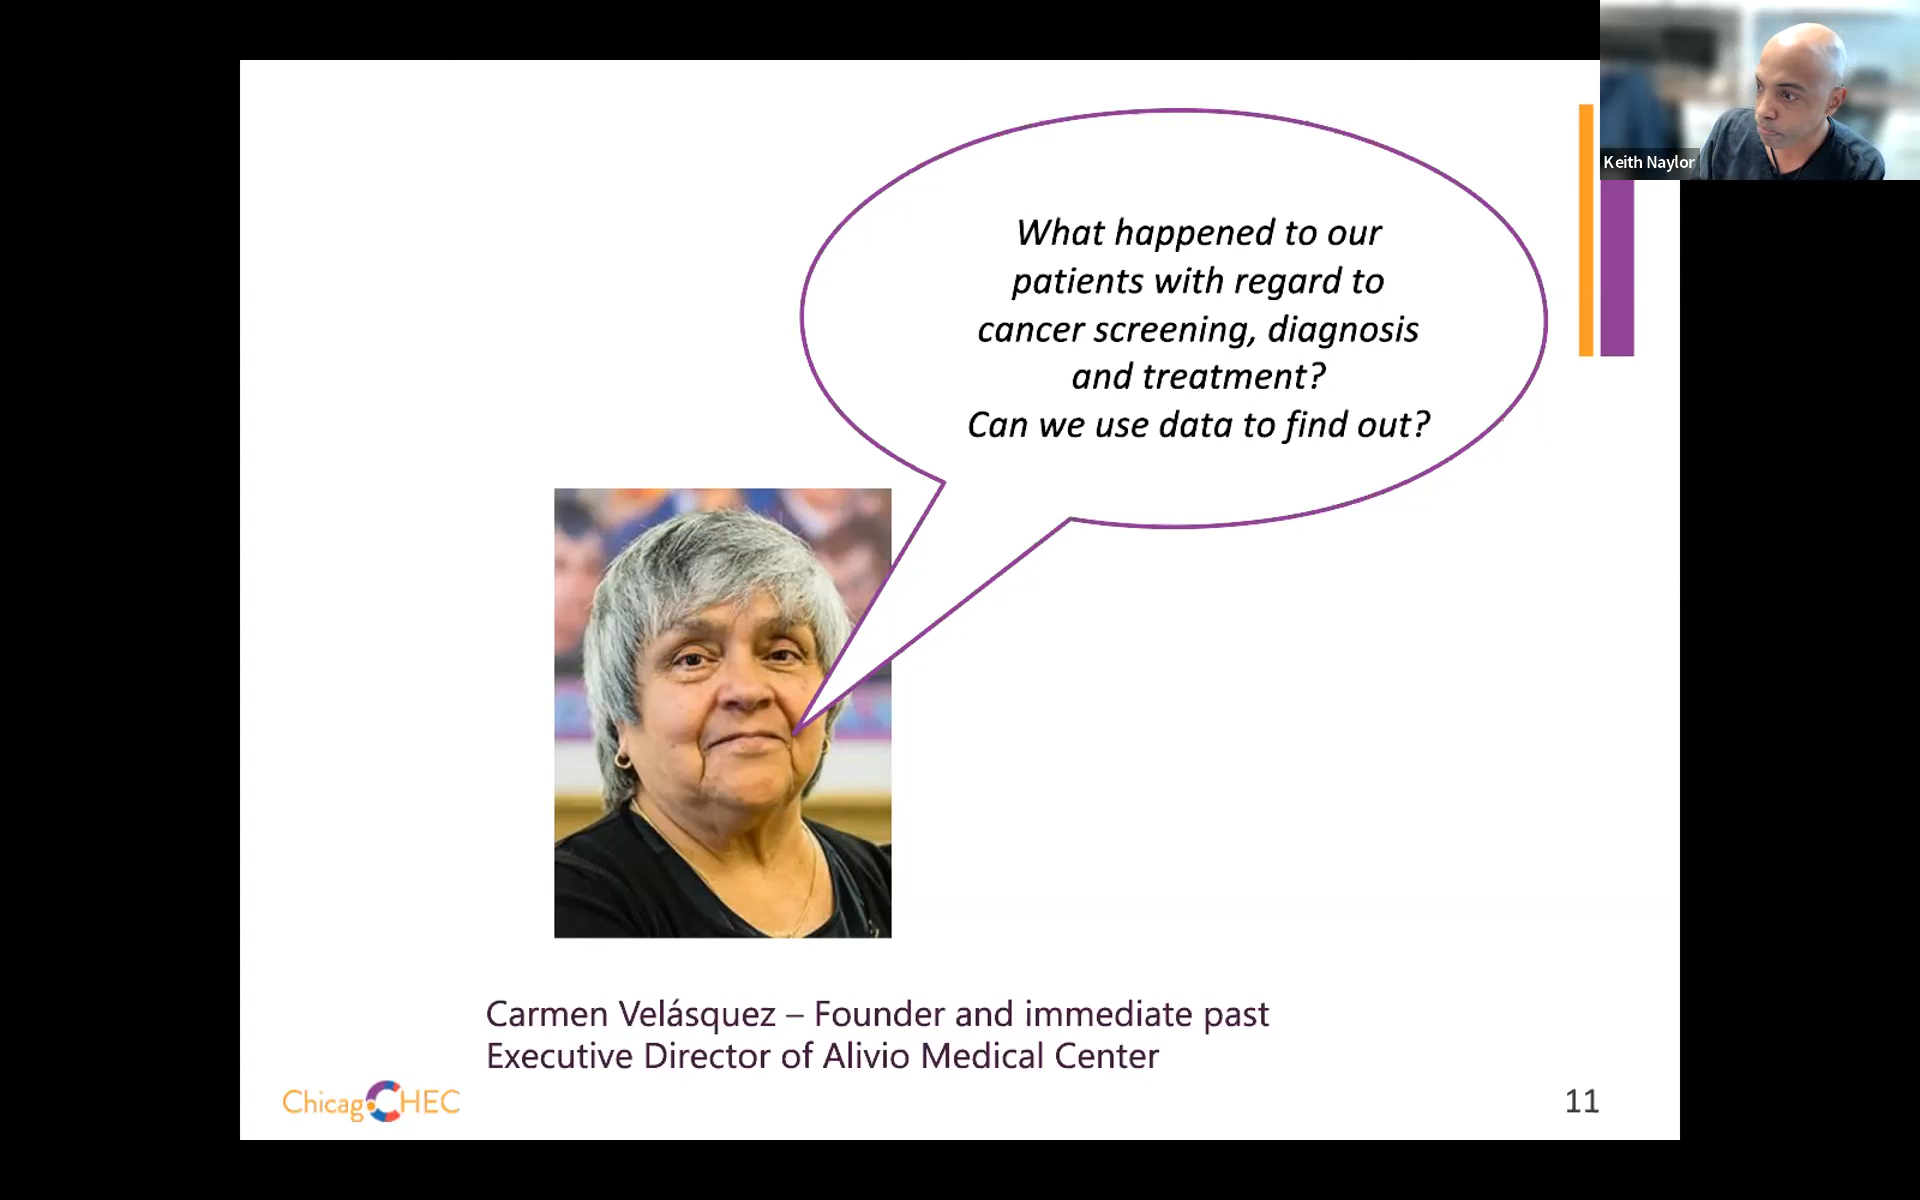 Keith Naylor
What happened to our
patients with regard to
cancer screening, diagnosis
and treatment?
Can we use data to find out?
Carmen Velásquez – Founder and immediate past
Executive Director of Alivio Medical Center
ChicagoCHEC
11